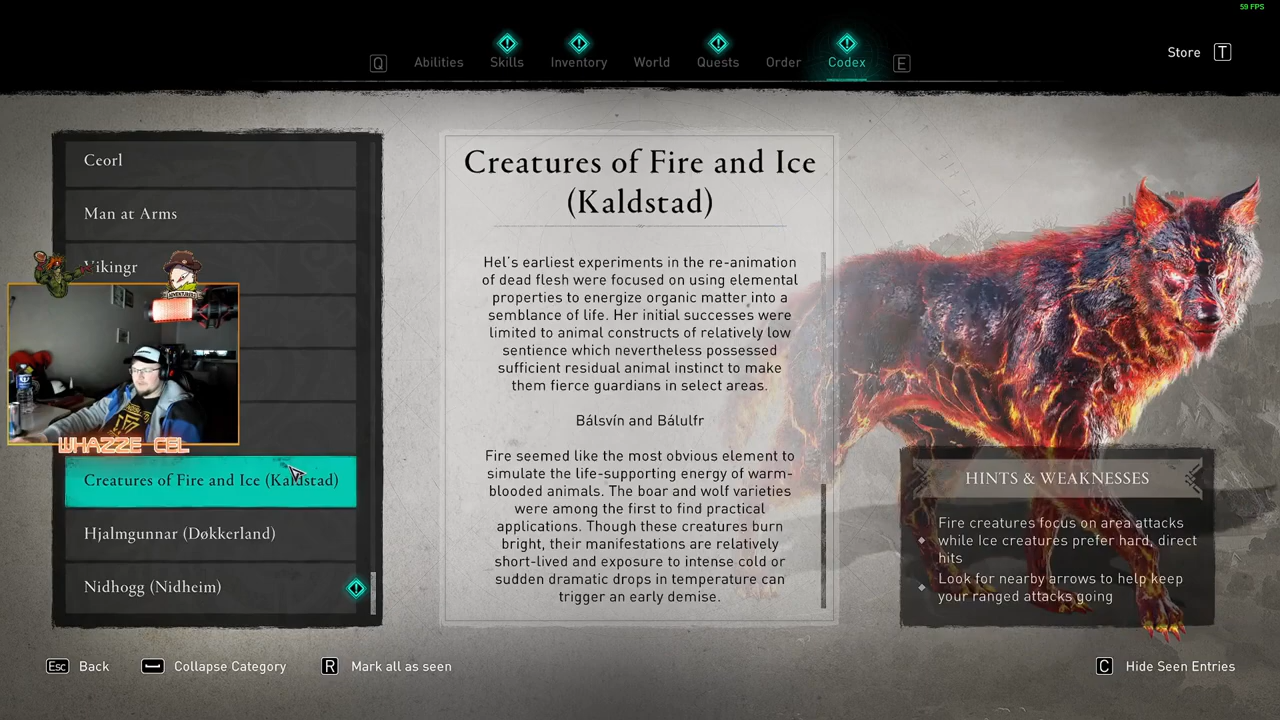 59 FPS
Q Abilities Skills Inventory World Quests Order Codex E
Store T
Ceorl
Man at Arms
Vikingr
WHAZZE CEL
Creatures of Fire and Ice (Kaldstad)
Hjalmgunnar (Døkkerland)
Nidhogg (Nidheim)
Creatures of Fire and Ice
(Kaldstad)
Hel's earliest experiments in the re-animation
of dead flesh were focused on using elemental
properties to energize organic matter into a
semblance of life. Her initial successes were
limited to animal constructs of relatively low
sentience which nevertheless possessed
sufficient residual animal instinct to make
them fierce guardians in select areas.
Bálsvín and Bálulfr
Fire seemed like the most obvious element to
simulate the life-supporting energy of warm-
blooded animals. The boar and wolf varieties
were among the first to find practical
applications. Though these creatures burn
bright, their manifestations are relatively
short-lived and exposure to intense cold or
sudden dramatic drops in temperature can
trigger an early demise.
HINTS & WEAKNESSES
Fire creatures focus on area attacks
while Ice creatures prefer hard, direct
hits
Look for nearby arrows to help keep
your ranged attacks going
Esc Back
Collapse Category
R Mark all as seen
C Hide Seen Entries